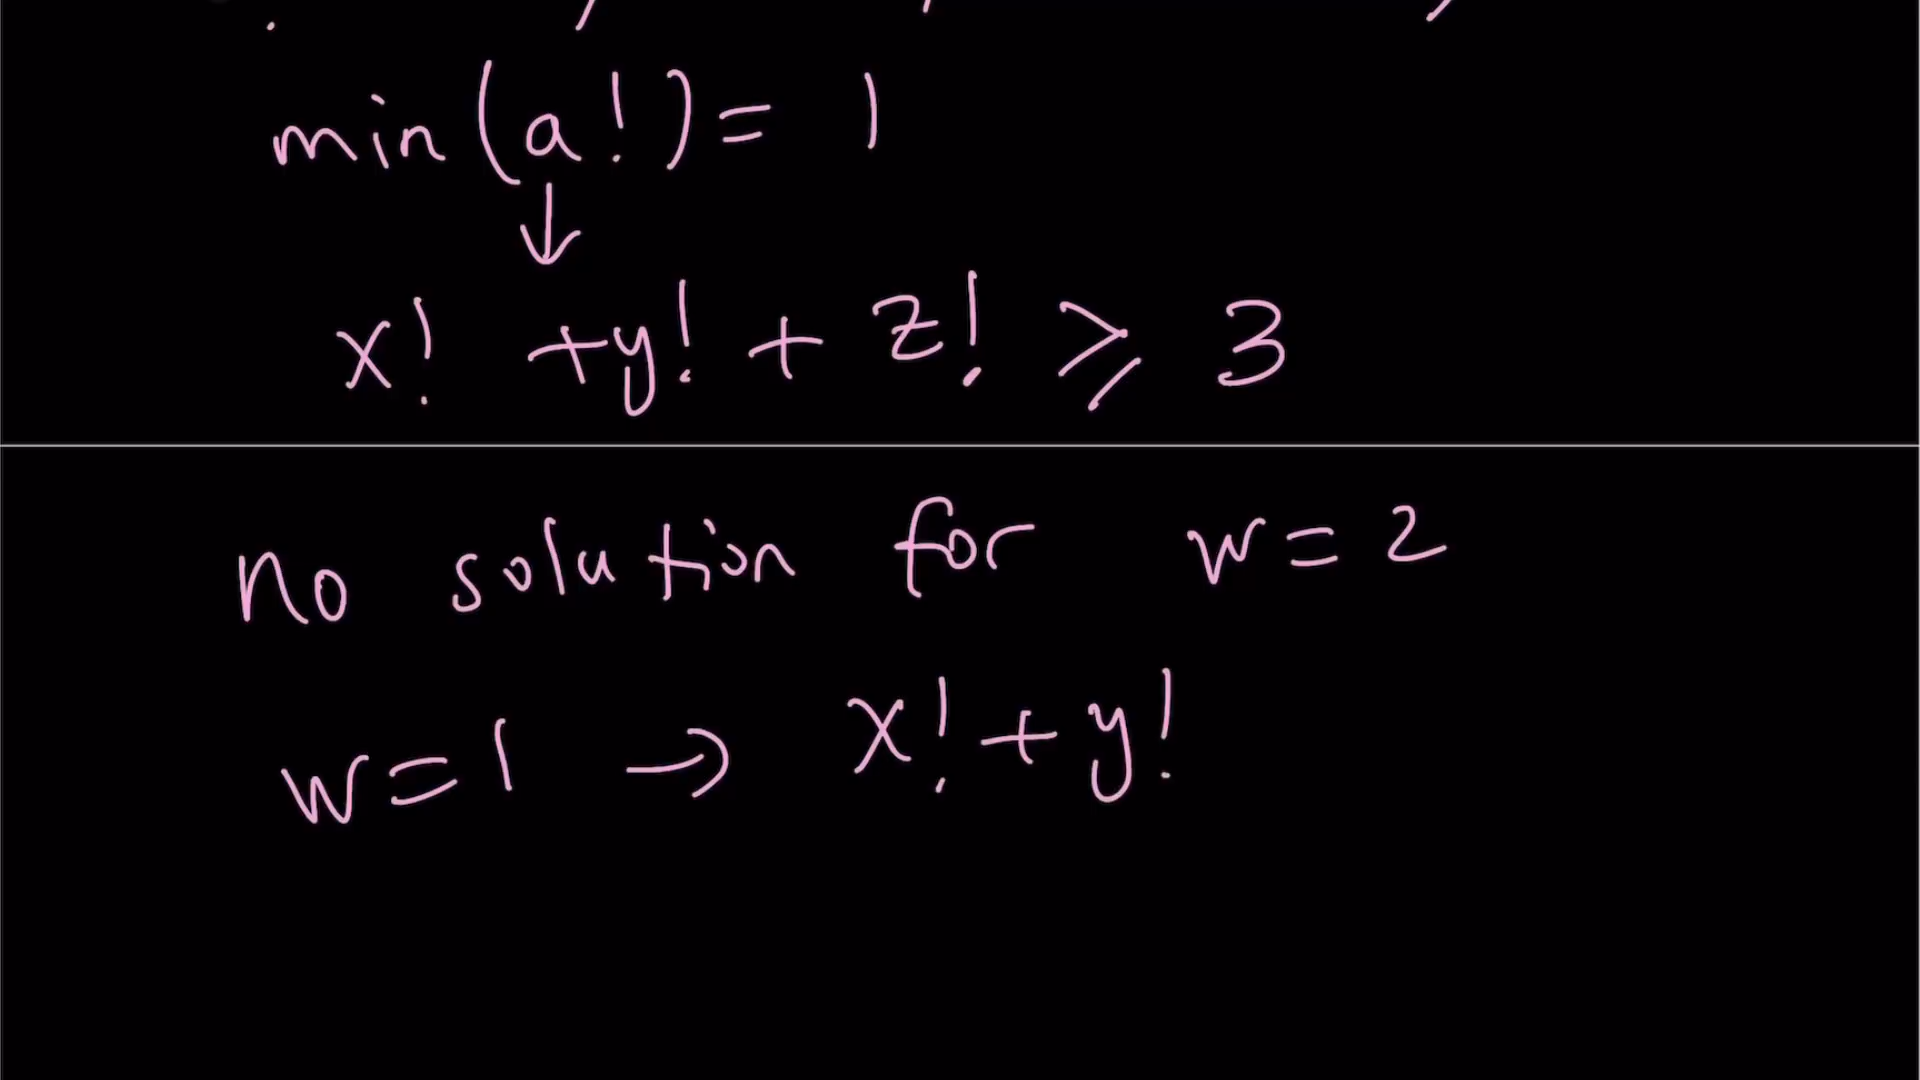 min(a!) = 1
↓
x! + y! + z! ⩾ 3
no solution for w = 2
w = 1 → x! + y!